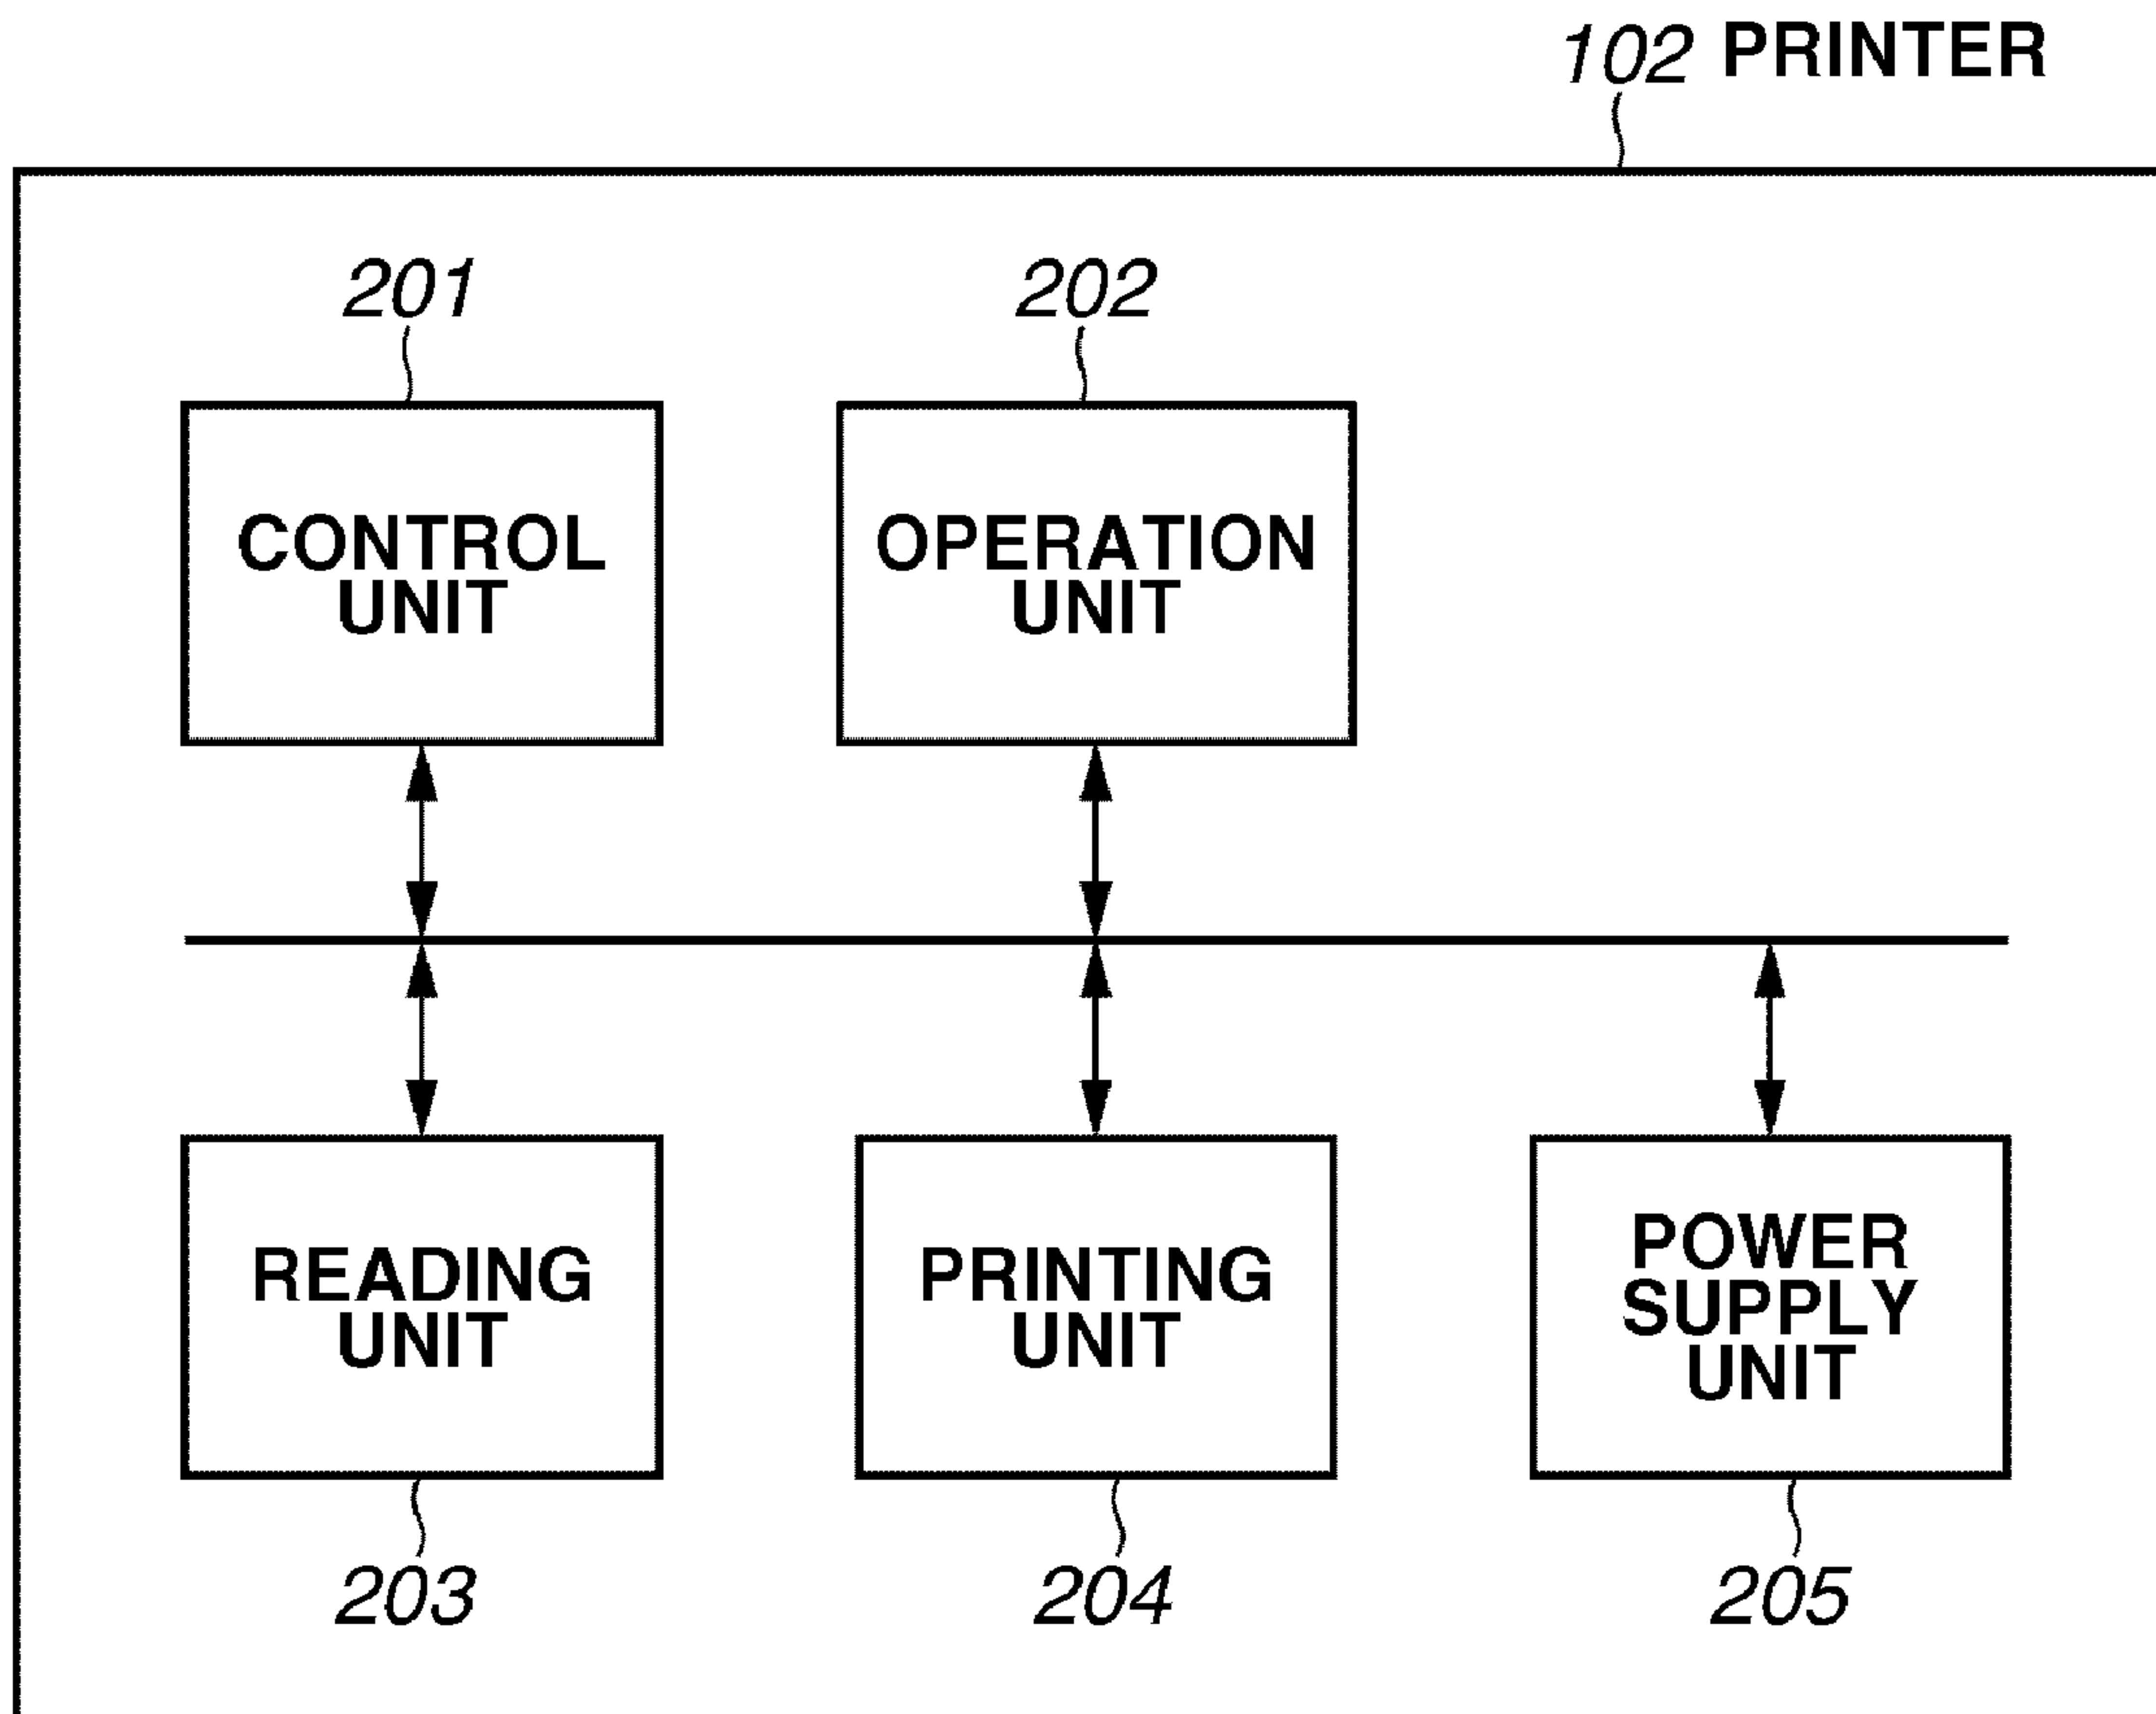 102 PRINTER
201
202
CONTROL
UNIT
OPERATION
UNIT
READING
UNIT
PRINTING
UNIT
POWER
SUPPLY
UNIT
203
204
205